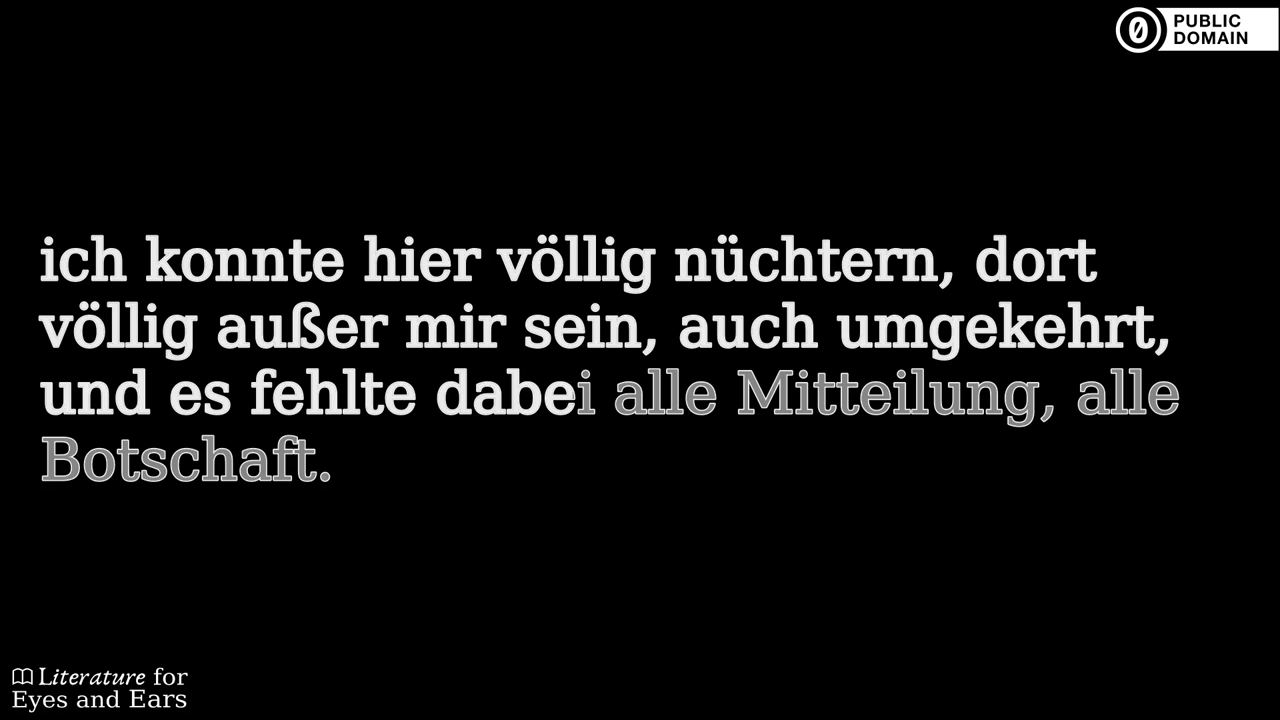 PUBLIC
DOMAIN
ich konnte hier völlig nüchtern, dort
völlig außer mir sein, auch umgekehrt,
und es fehlte dabei alle Mitteilung, alle
Botschaft.
Literature for
Eyes and Ears